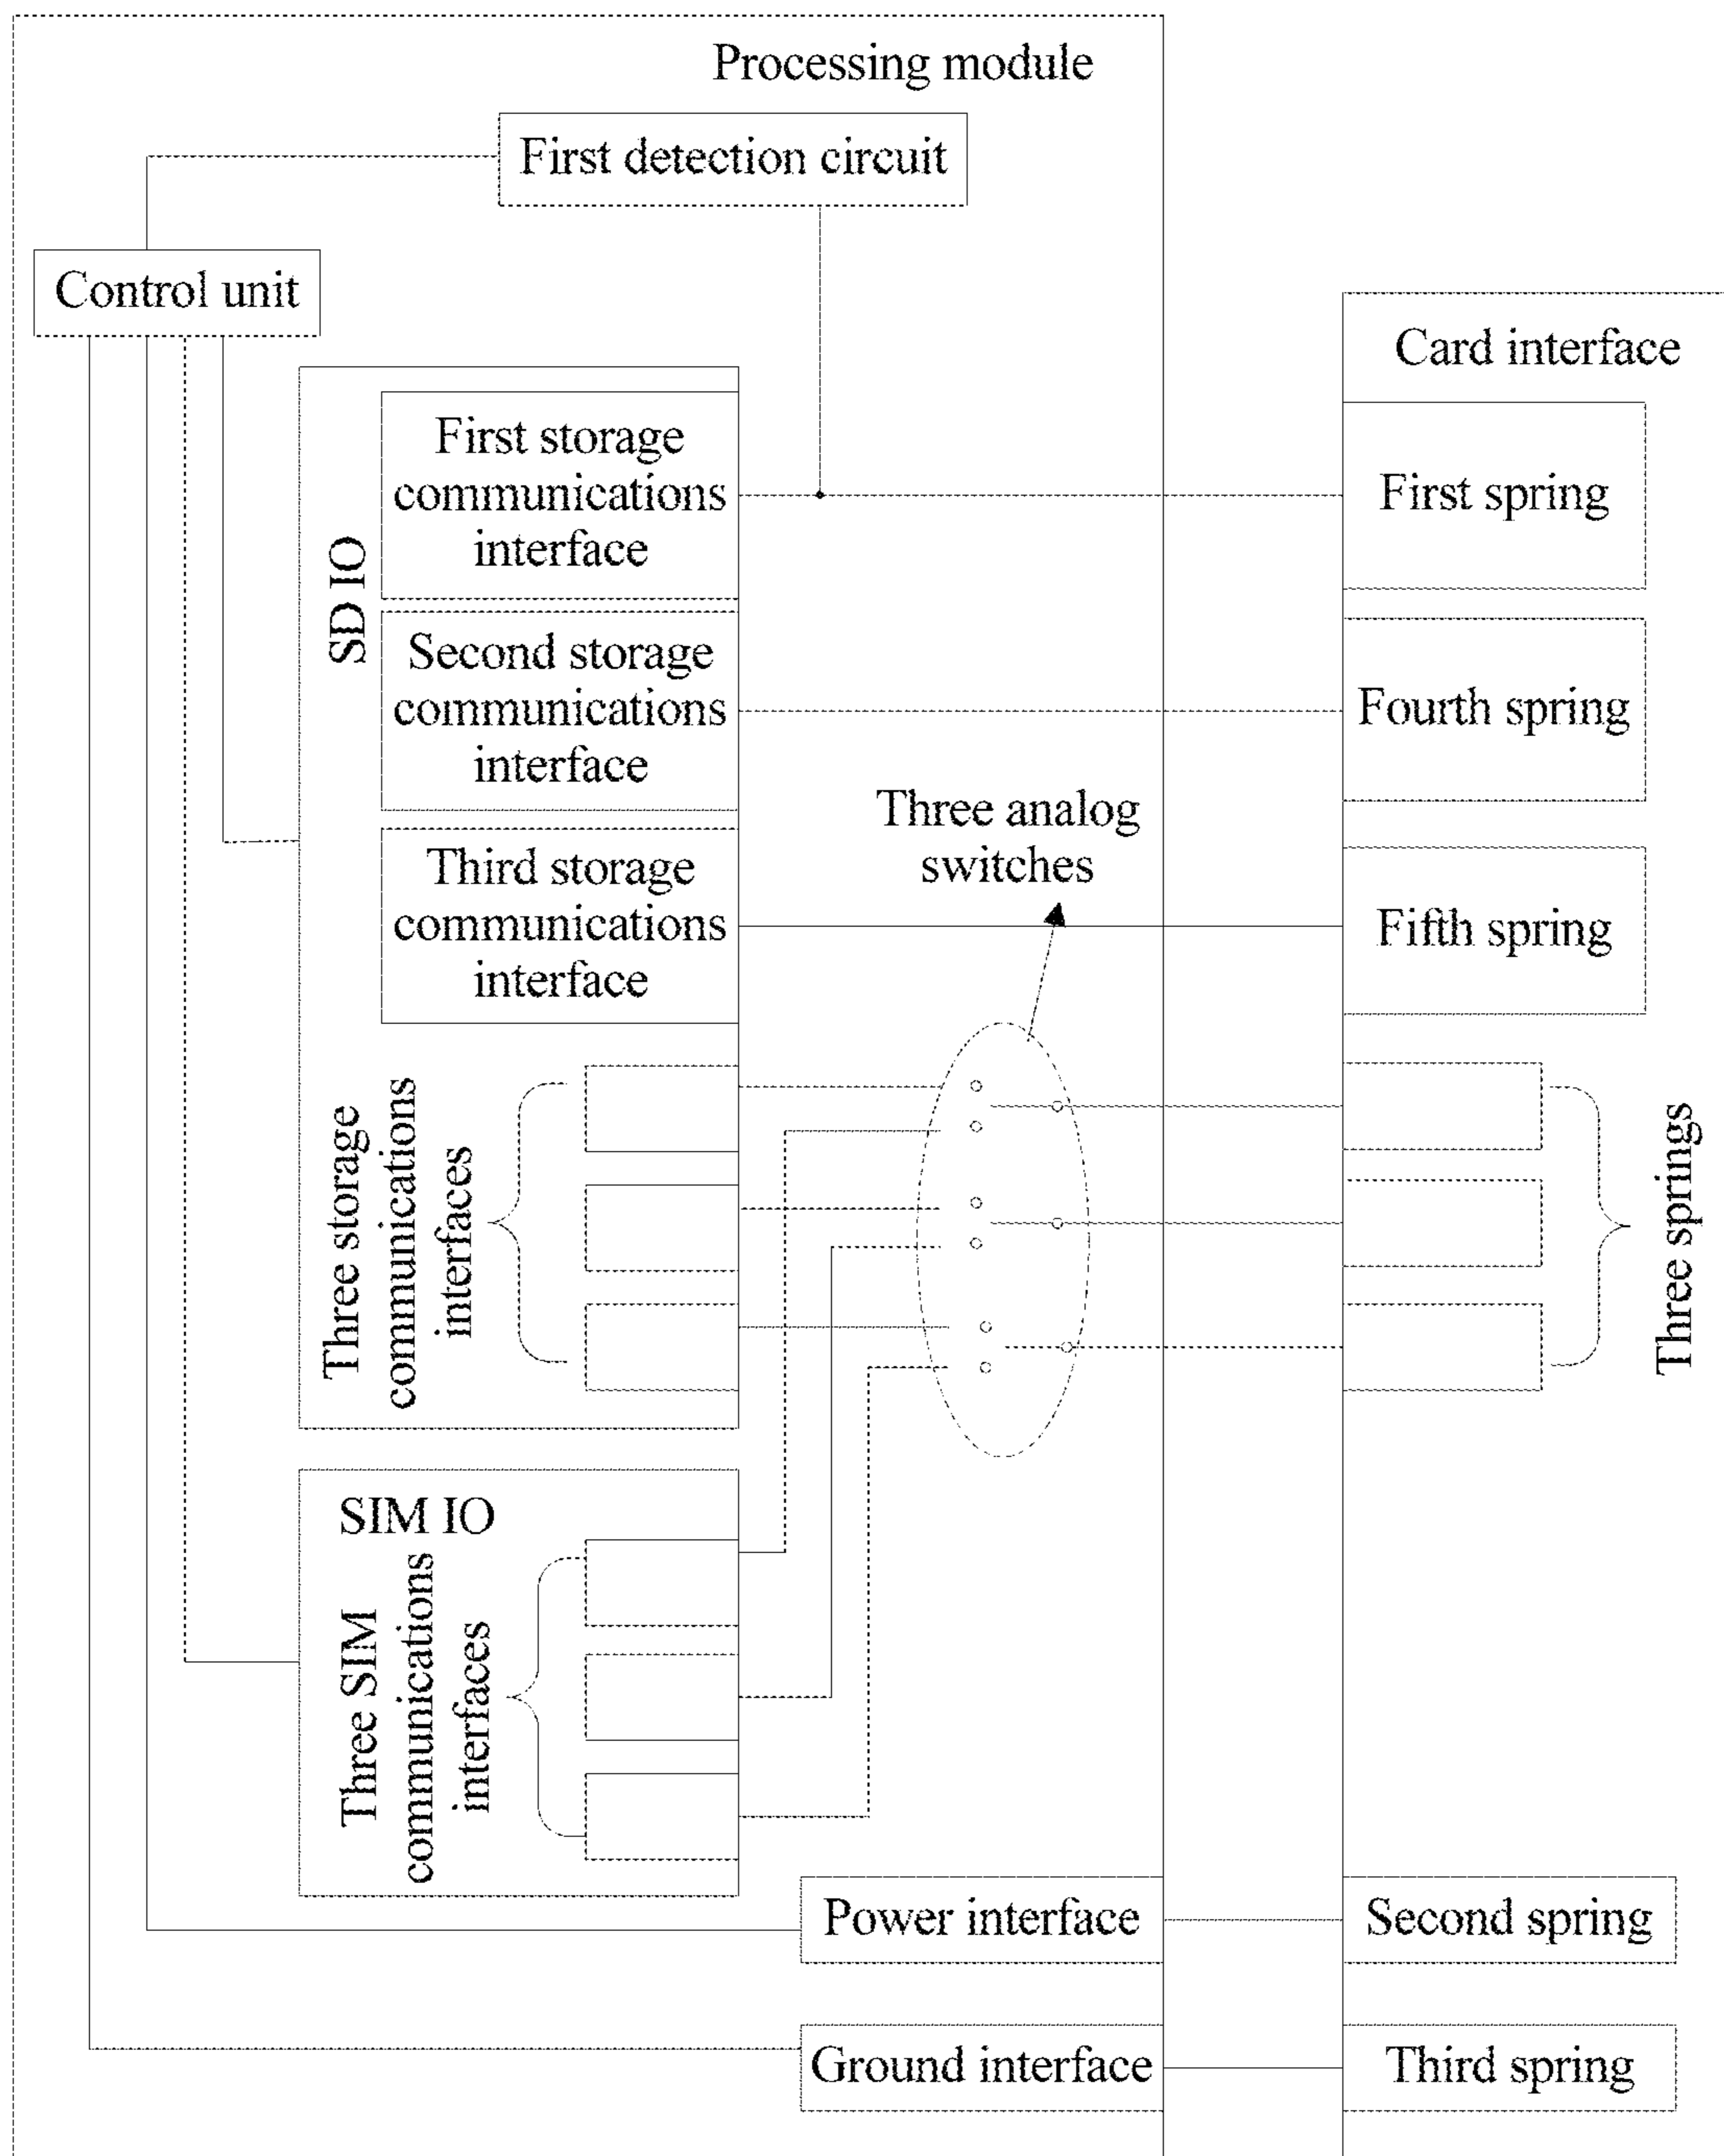 Processing module
First detection circuit
Control unit
Card interface
SD IO
First storage
communications
interface
First spring
Second storage
communications
interface
Fourth spring
Three analog
switches
Third storage
communications
interface
Fifth spring
Three storage
communications
interfaces
Three springs
SIM IO
Three SIM
communications
interfaces
Power interface
Second spring
Ground interface
Third spring